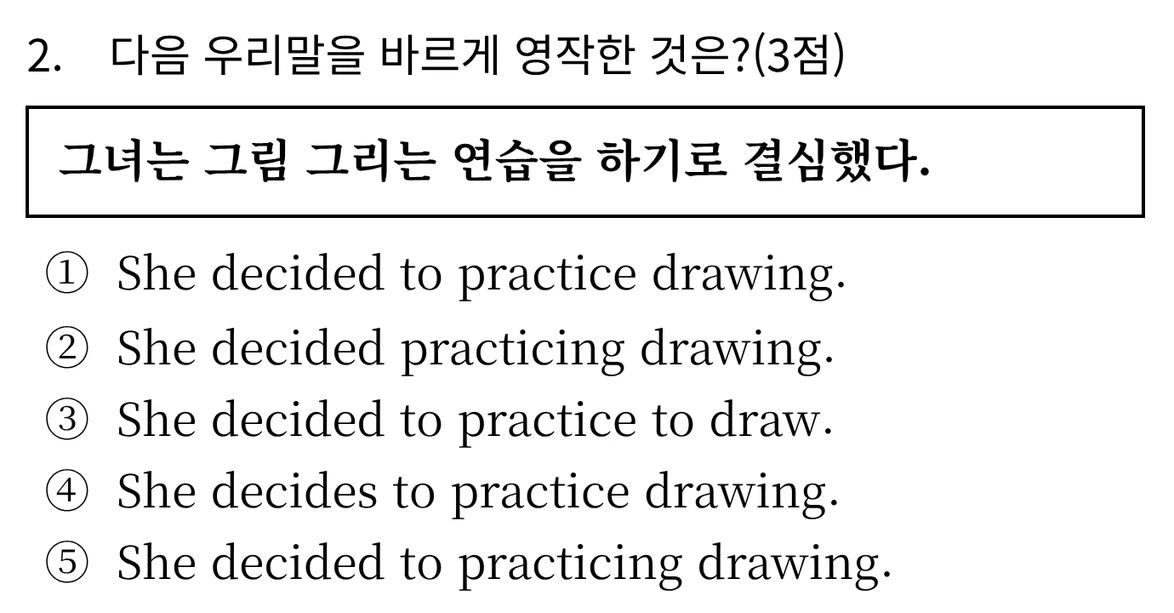 2. 다음 우리말을 바르게 영작한 것은?(3점)
그녀는 그림 그리는 연습을 하기로 결심했다.
① She decided to practice drawing.
② She decided practicing drawing.
③ She decided to practice to draw.
④ She decides to practice drawing.
⑤ She decided to practicing drawing.